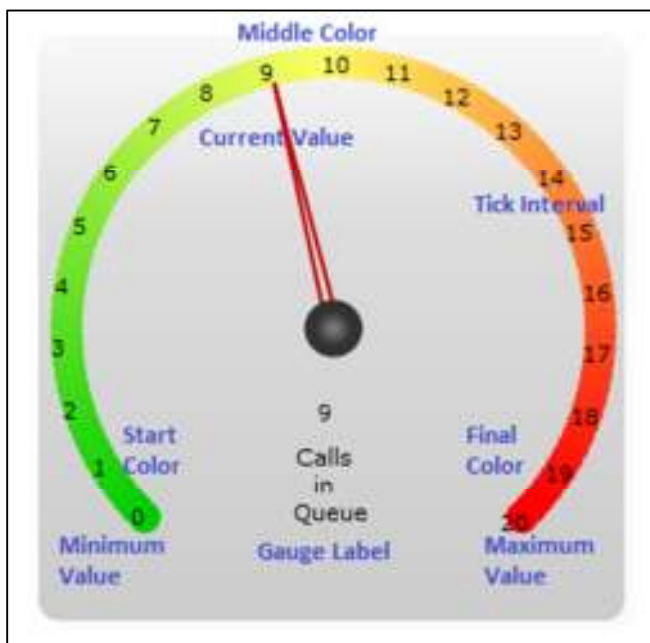 Middle Color
9 10 11
8 12
7 13
Current Value
6 14
Tick Interval
5 15
4 16
3 17
2 18
9
Start
Color
Final
Color
1 19
Calls
in
Queue
0 20
Minimum
Value
Gauge Label
Maximum
Value